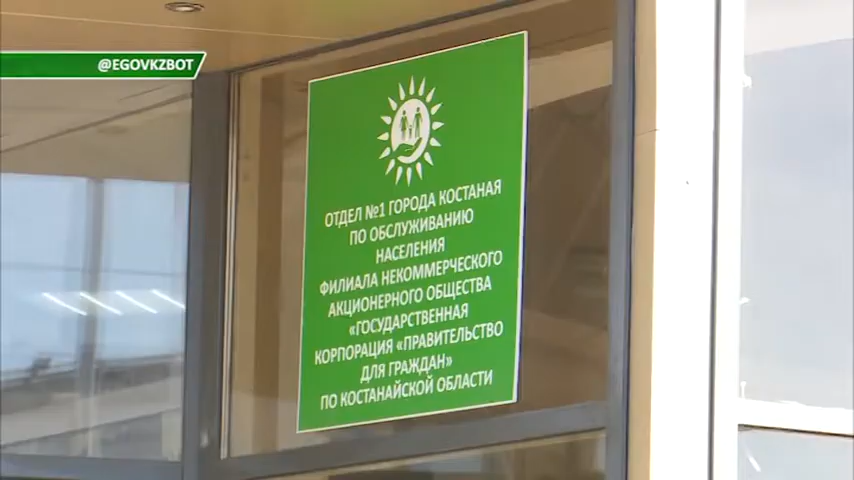 @EGOVKZBOT
ОТДЕЛ №1 ГОРОДА КОСТАНАЯ
ПО ОБСЛУЖИВАНИЮ
НАСЕЛЕНИЯ
ФИЛИАЛА НЕКОММЕРЧЕСКОГО
АКЦИОНЕРНОГО ОБЩЕСТВА
«ГОСУДАРСТВЕННАЯ
КОРПОРАЦИЯ «ПРАВИТЕЛЬСТВО
ДЛЯ ГРАЖДАН»
ПО КОСТАНАЙСКОЙ ОБЛАСТИ